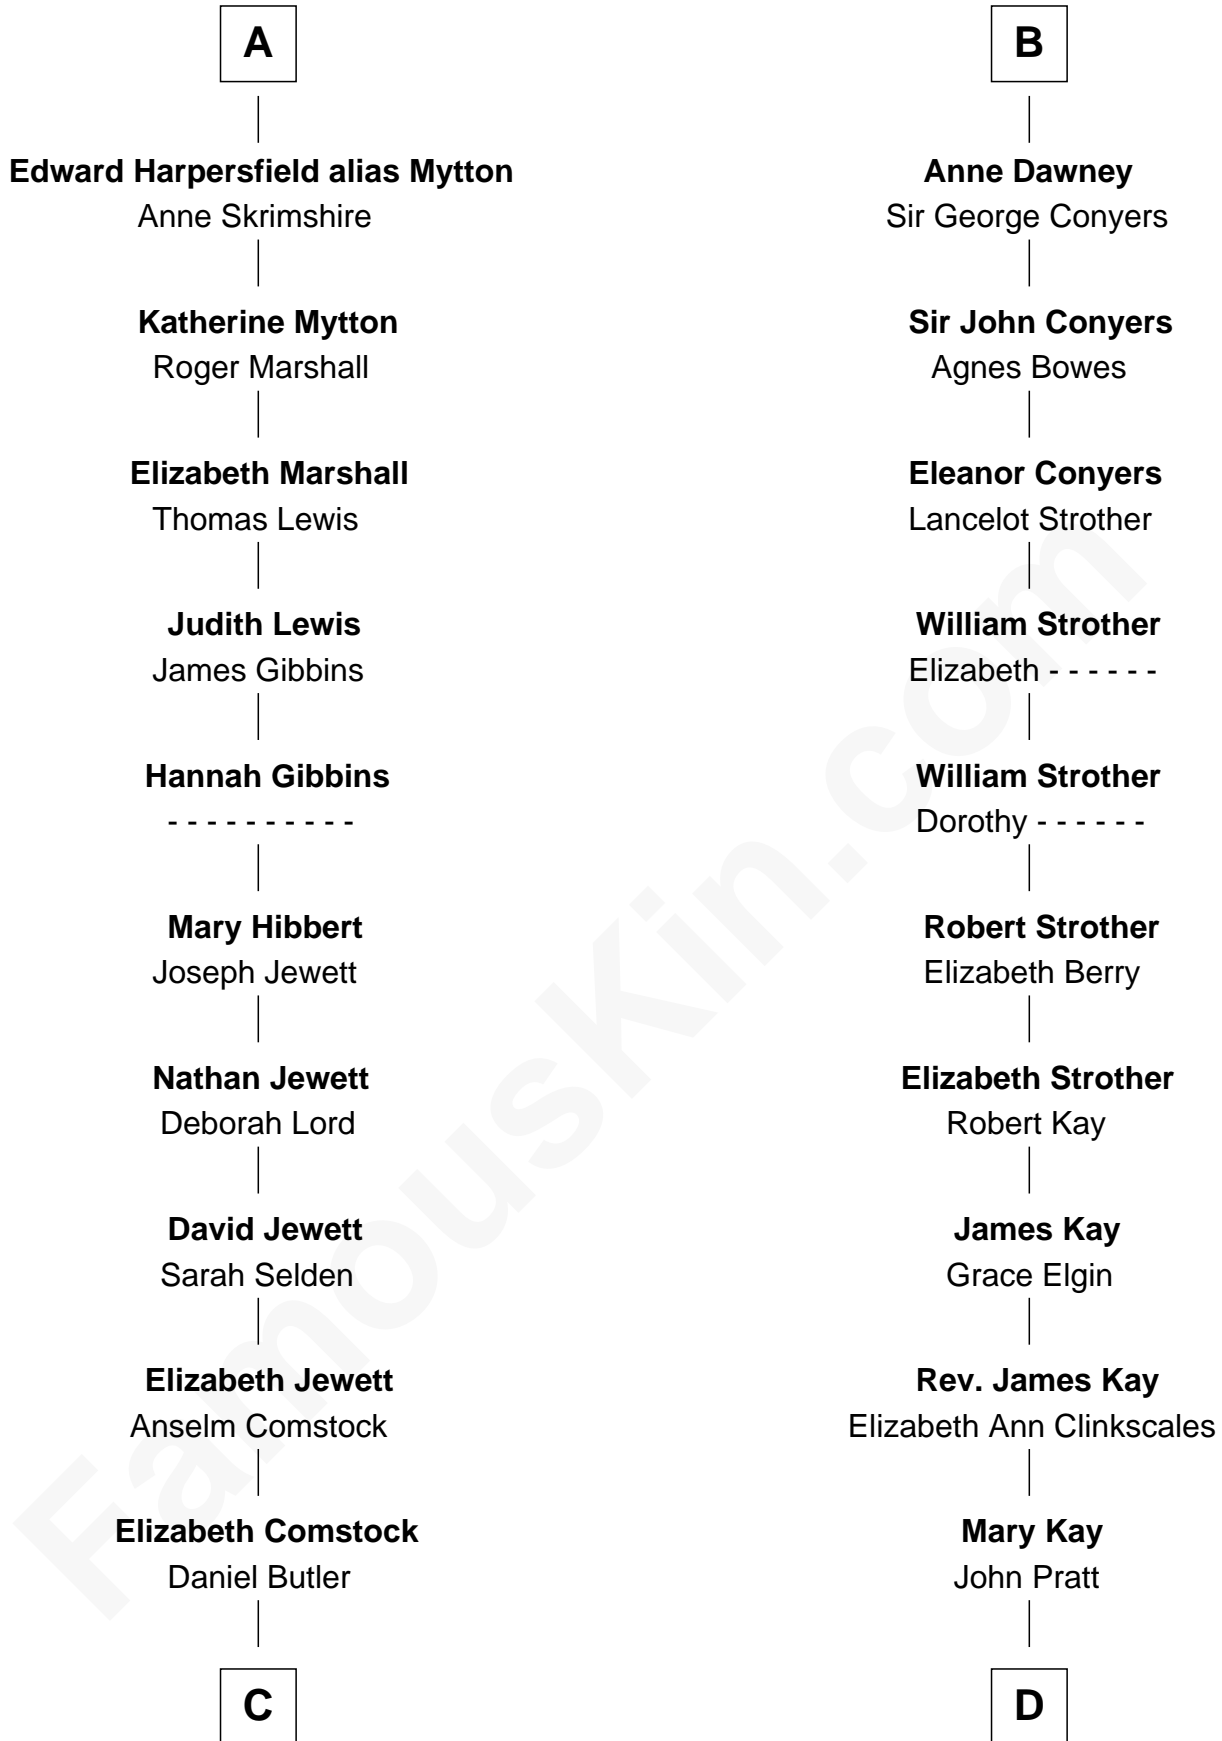 A
Edward Harpersfield alias Mytton
Anne Skrimshire
Katherine Mytton
Roger Marshall
Elizabeth Marshall
Thomas Lewis
Judith Lewis
James Gibbins
Hannah Gibbins
- - - - - - - - - -
Mary Hibbert
Joseph Jewett
Nathan Jewett
Deborah Lord
David Jewett
Sarah Selden
Elizabeth Jewett
Anselm Comstock
Elizabeth Comstock
Daniel Butler
C
B
Anne Dawney
Sir George Conyers
Sir John Conyers
Agnes Bowes
Eleanor Conyers
Lancelot Strother
William Strother
Elizabeth - - - - - -
William Strother
Dorothy - - - - - -
Robert Strother
Elizabeth Berry
Elizabeth Strother
Robert Kay
James Kay
Grace Elgin
Rev. James Kay
Elizabeth Ann Clinkscales
Mary Kay
John Pratt
D
FamousKin.com